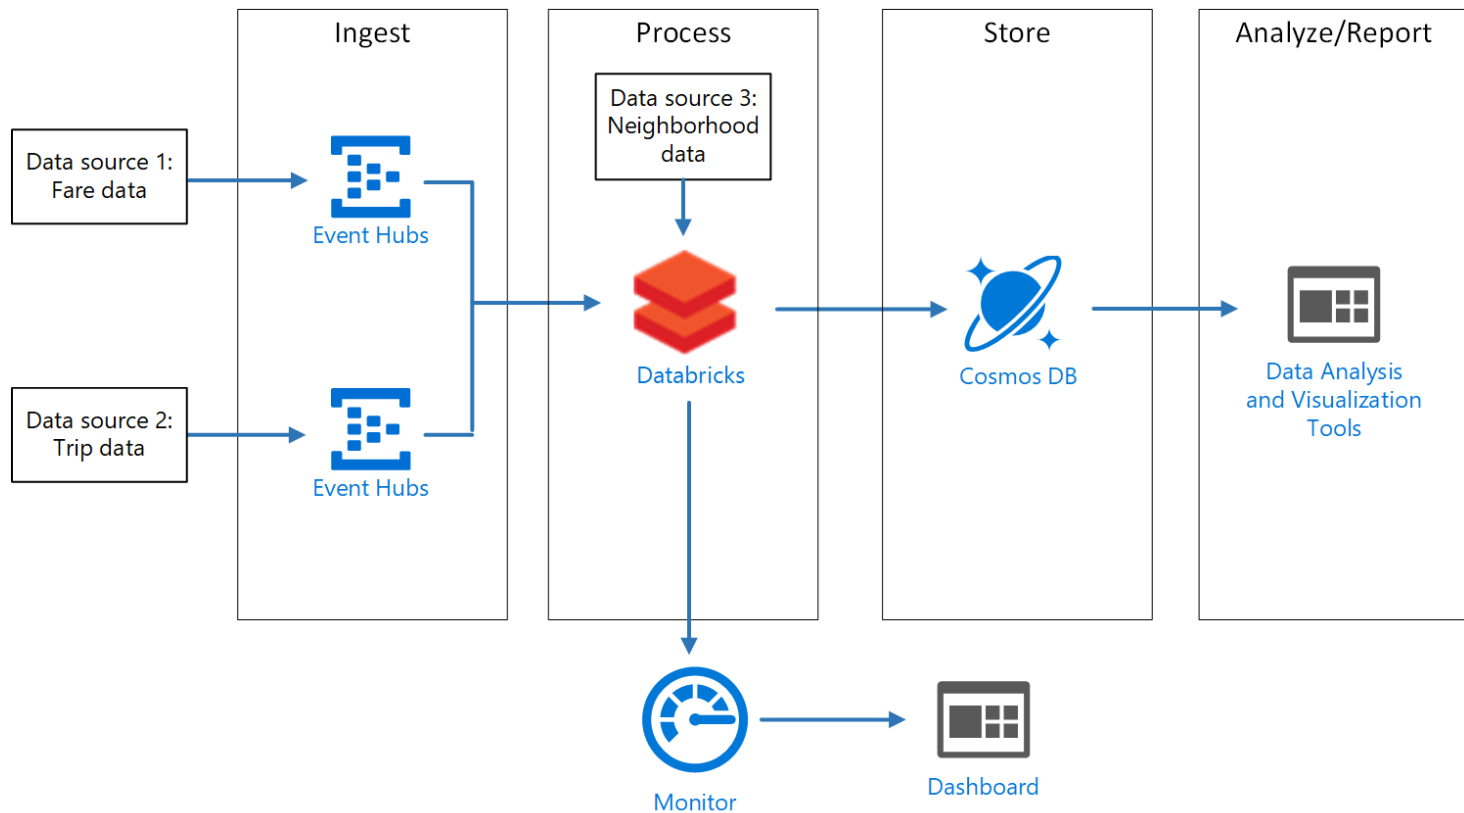 Ingest
Process
Store
Analyze/Report
Data source 1:
Fare data
Event Hubs
Data source 2:
Trip data
Event Hubs
Data source 3:
Neighborhood
data
Databricks
Cosmos DB
Data Analysis
and Visualization
Tools
Monitor
Dashboard